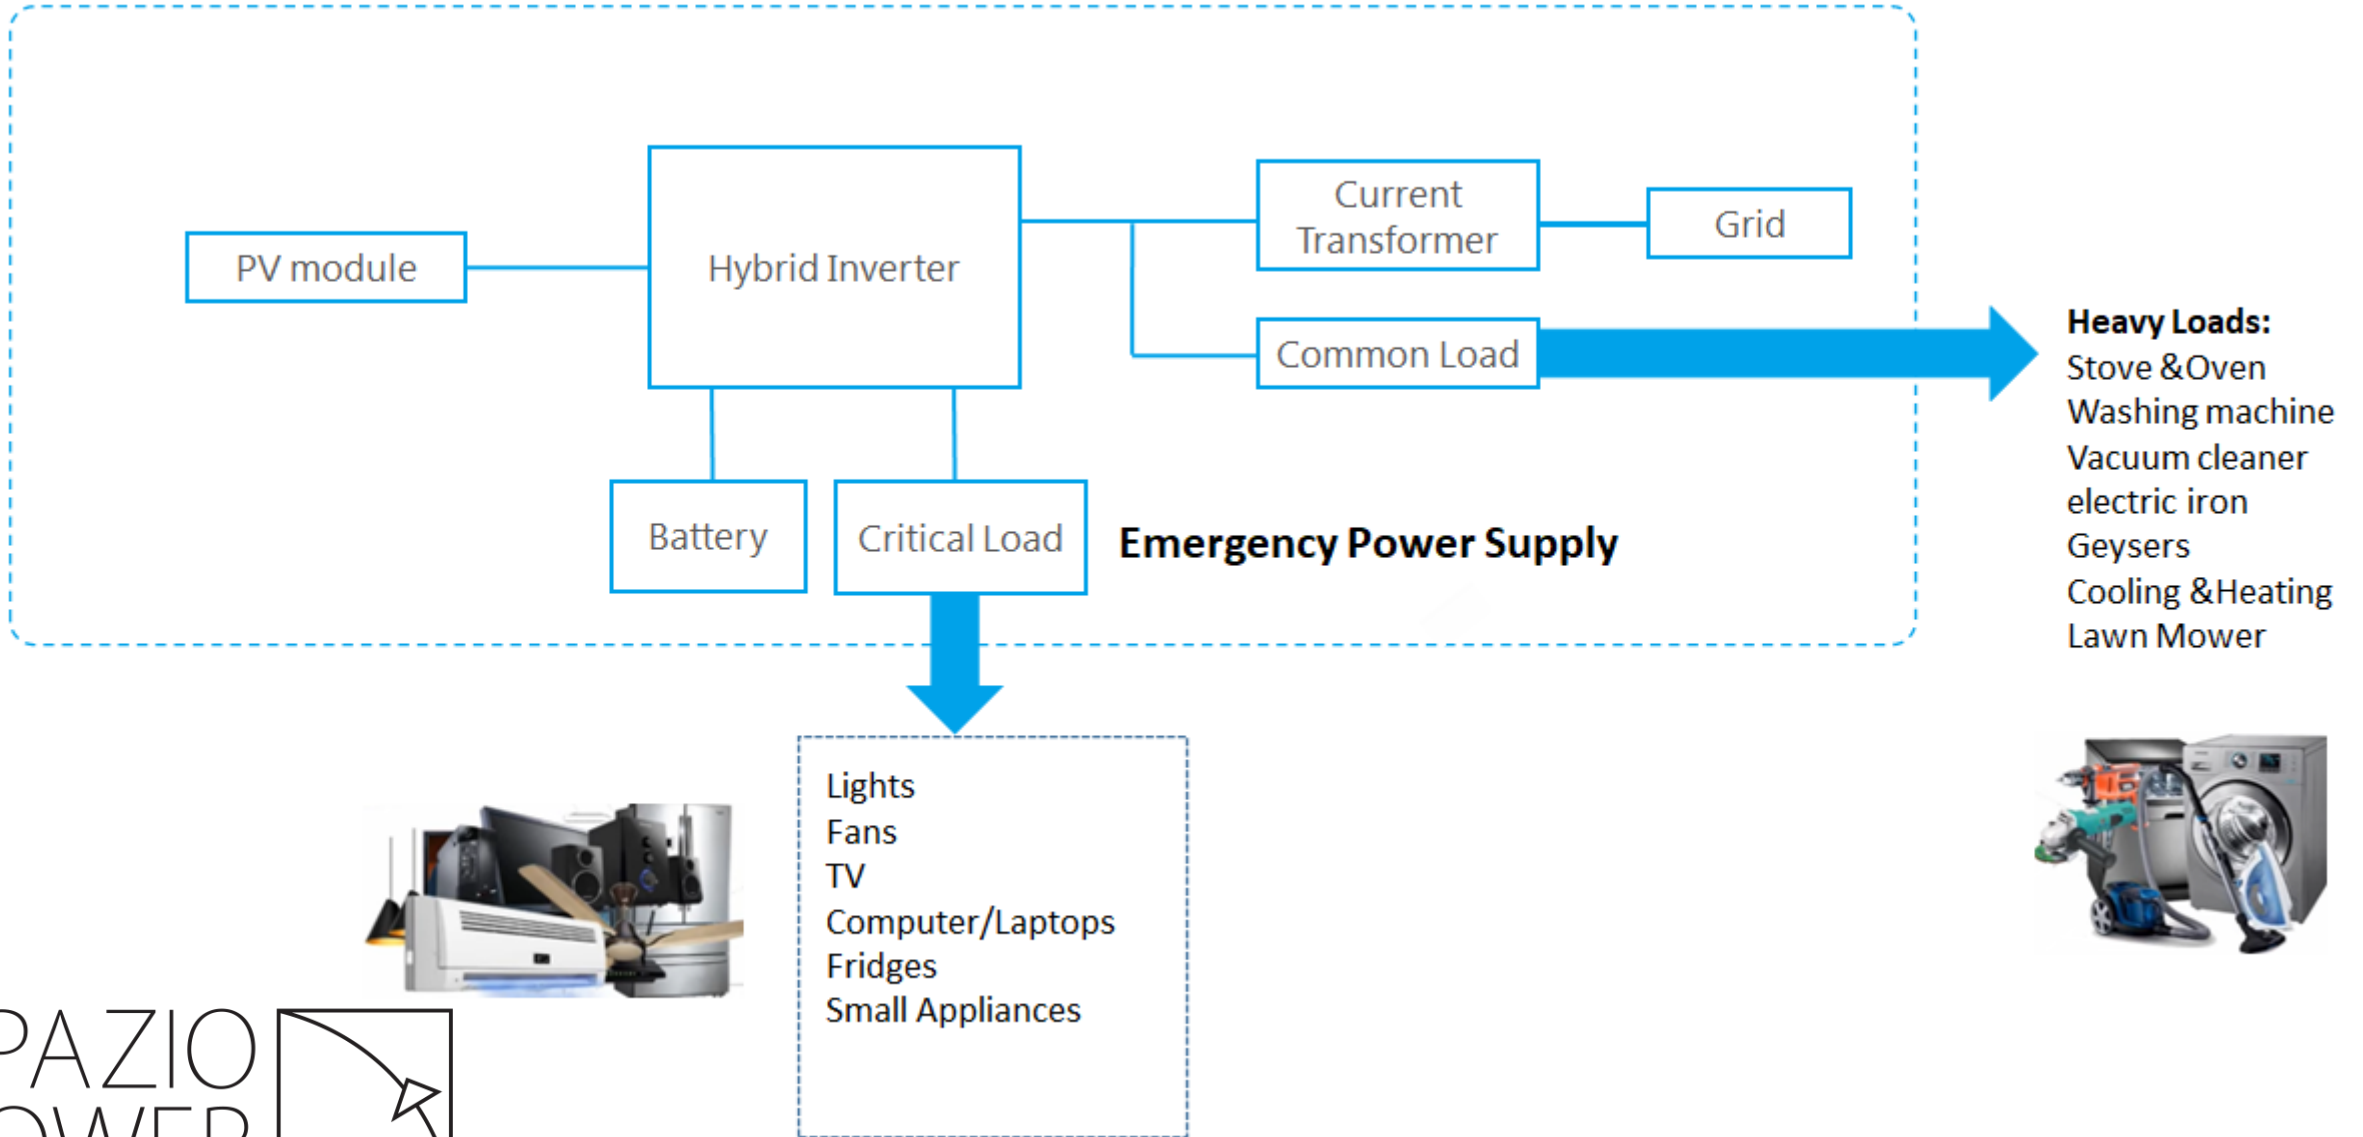 PV module
Hybrid Inverter
Current
Transformer
Grid
Common Load
Heavy Loads:
Stove &Oven
Washing machine
Vacuum cleaner
electric iron
Geysers
Cooling &Heating
Lawn Mower
Battery
Critical Load
Emergency Power Supply
Lights
Fans
TV
Computer/Laptops
Fridges
Small Appliances
PAZIO
OWER